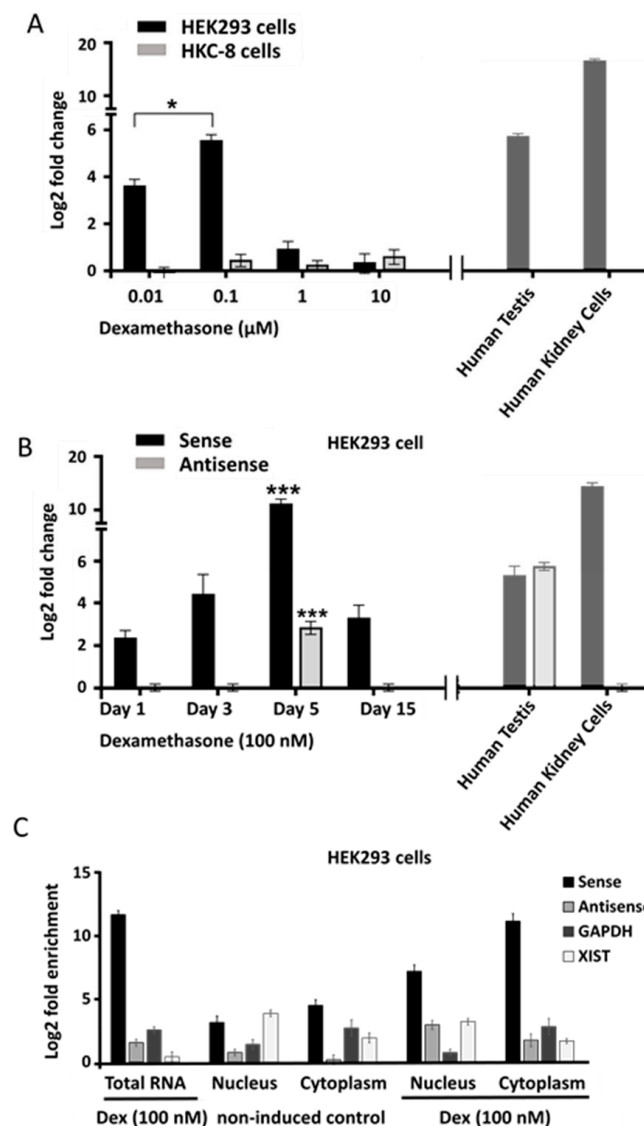 A
HEK293 cells
HKC-8 cells
Log2 fold change
20
10
6
4
2
0
*
0.01 0.1 1 10
Dexamethasone (µM)
Human Testis
Human Kidney Cells
B
Sense
Antisense
HEK293 cell
Log2 fold change
20
10
6
4
2
0
***
***
Day 1 Day 3 Day 5 Day 15
Dexamethasone (100 nM)
Human Testis
Human Kidney Cells
C
HEK293 cells
Log2 fold enrichment
15
10
5
0
Sense
Antisense
GAPDH
XIST
Total RNA Nucleus Cytoplasm Nucleus Cytoplasm
Dex (100 nM) non-induced control Dex (100 nM)